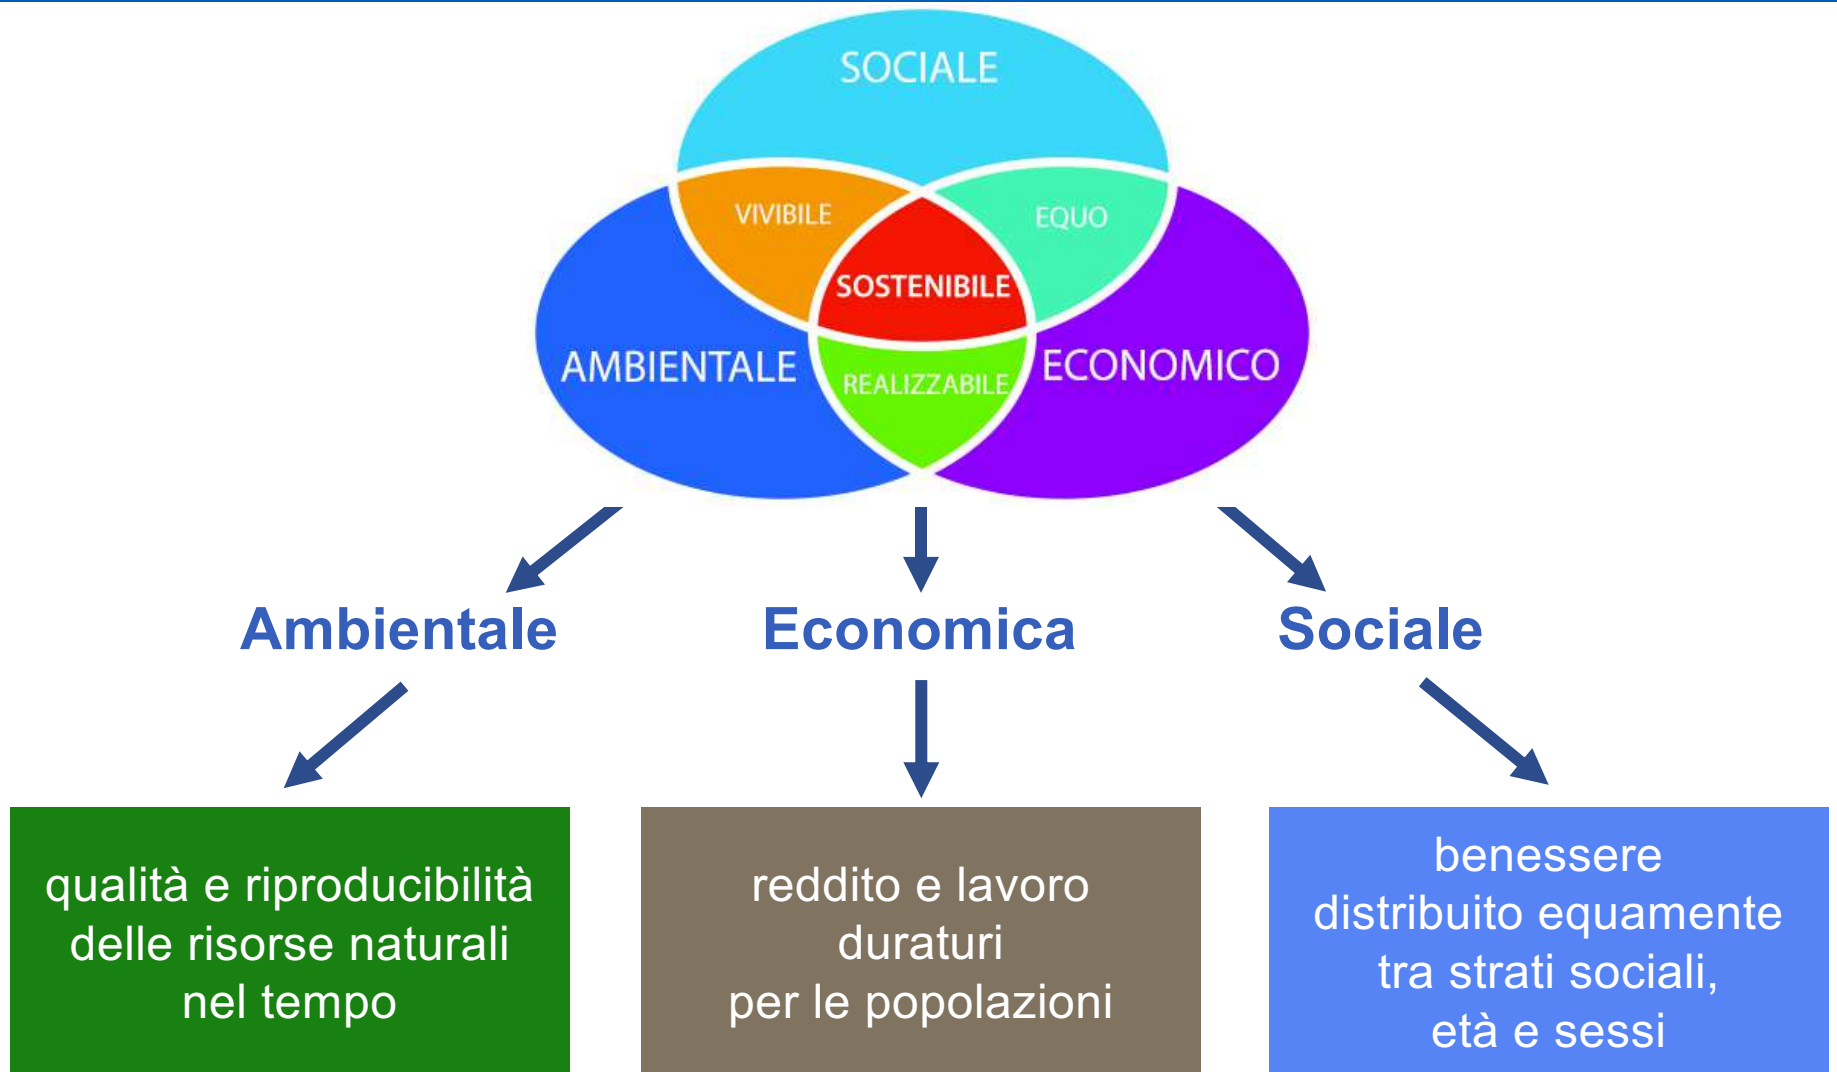 SOCIALE
VIVIBILE
EQUO
SOSTENIBILE
AMBIENTALE
REALIZZABILE
ECONOMICO
Ambientale
Economica
Sociale
qualità e riproducibilità
delle risorse naturali
nel tempo
reddito e lavoro
duraturi
per le popolazioni
benessere
distribuito equamente
tra strati sociali,
età e sessi